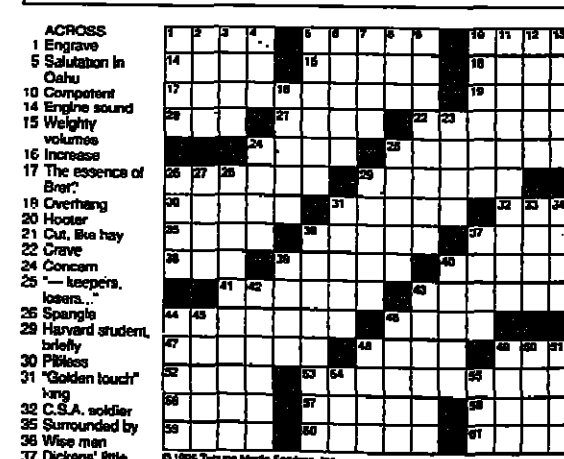 ACROSS
1 Engrave
5 Salutation in
Oahu
10 Competent
14 Engine sound
15 Weighty
volumes
16 Increase
17 The essence of
Bret?
19 Overhang
20 Hooter
21 Cut, like hay
22 Crave
24 Concern
25 "— keepers,
losers..."
26 Spangle
29 Harvard student,
briefly
30 Pitiless
31 "Golden touch"
king
32 C.S.A. soldier
35 Surrounded by
36 Wise men
37 Dickens' little
1 2 3 4 5 6 7 8 9 10 11 12 13
14 15 16
17 18 19
20 21 22 23
24 25
26 27 28 29
30 31 32 33 34
35 36 37
38 39 40
41 42 43
44 45 46
47 48 49 50 51
52 53 54 55
56 57 58
59 60 61
© 1995 Tribune Media Services, Inc.